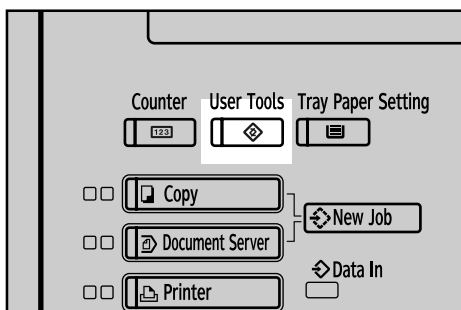 Counter User Tools Tray Paper Setting
123
Copy
New Job
Document Server
Data In
Printer